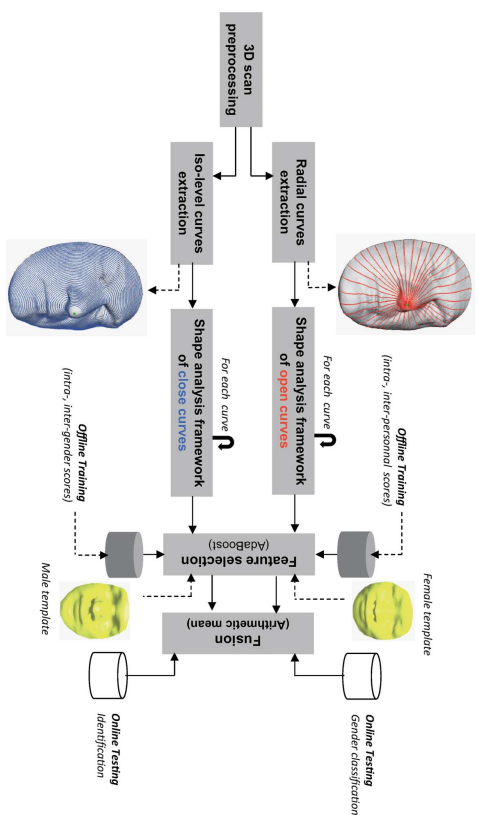 Female template
Offline Training
(intra-, inter-personnal scores)
Online Testing
Gender classification
For each curve
Radial curves
extraction
Shape analysis framework
of open curves
3D scan
preprocessing
Feature selection
(AdaBoost)
Fusion
(Arithmetic mean)
For each curve
Iso-level curves
extraction
Shape analysis framework
of close curves
Online Testing
Identification
Offline Training
(intra-, inter-gender scores)
Male template